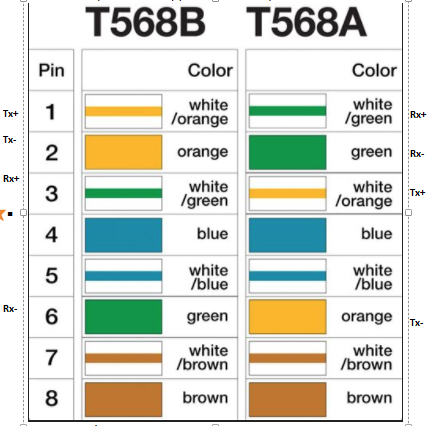 T568B T568A
Pin Color Color
Tx+ 1 white /orange white /green Rx+
Tx- 2 orange green Rx-
Rx+ 3 white /green white /orange Tx+
4 blue blue
5 white /blue white /blue
Rx- 6 green orange Tx-
7 white /brown white /brown
8 brown brown